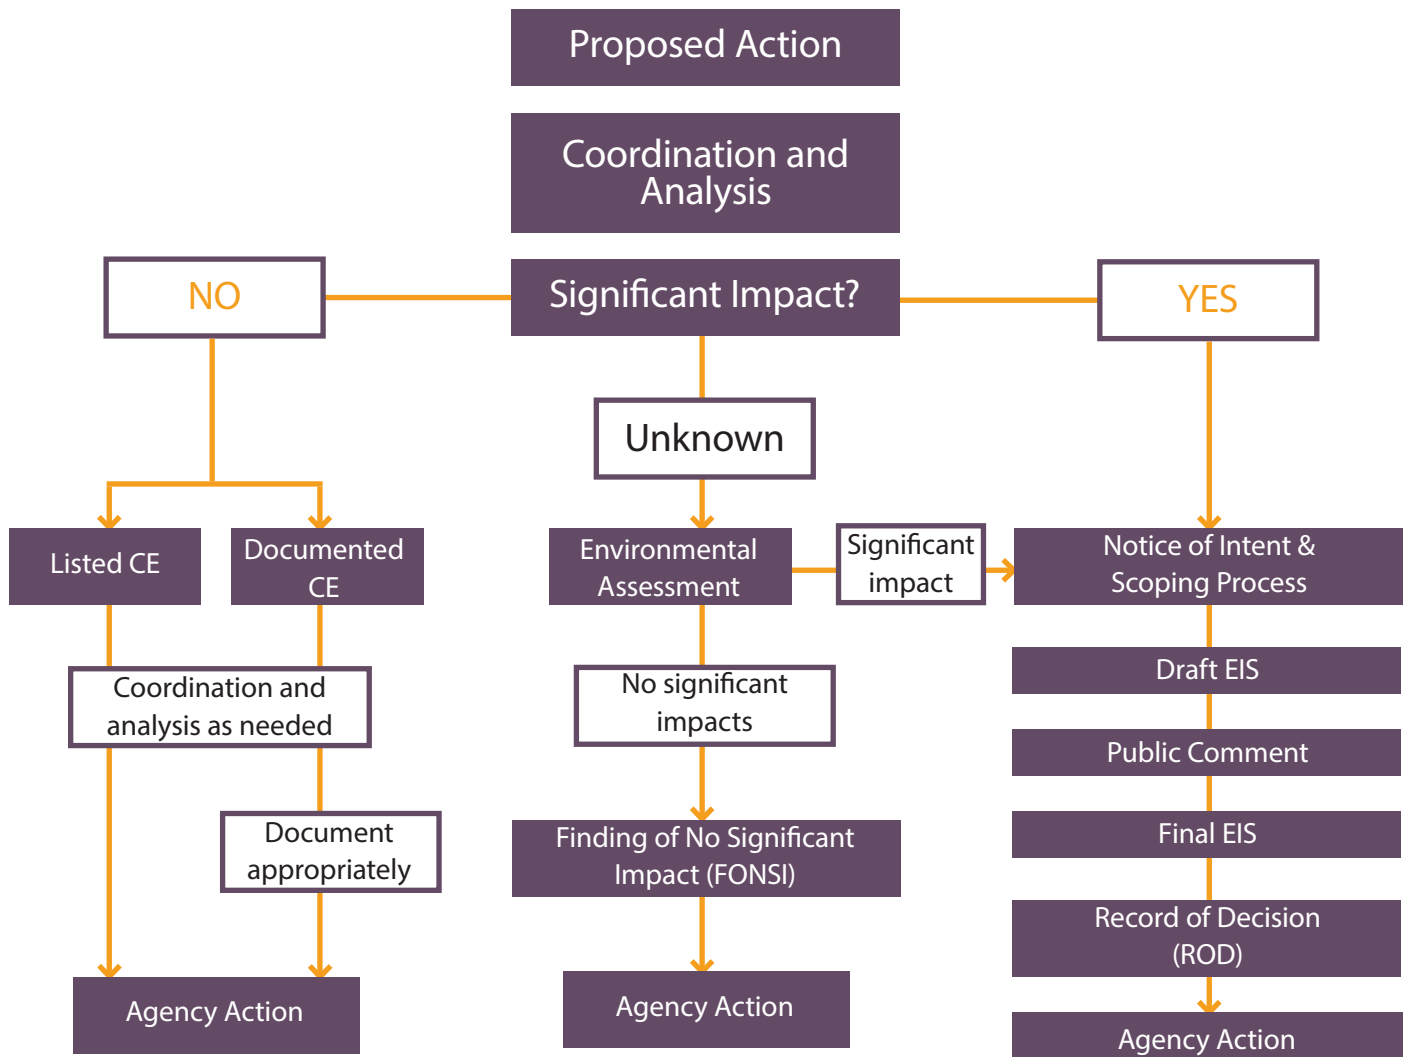 Proposed Action
Coordination and
Analysis
NO
Significant Impact?
YES
Unknown
Listed CE
Documented
CE
Environmental
Assessment
Significant
impact
Notice of Intent &
Scoping Process
Coordination and
analysis as needed
No significant
impacts
Draft EIS
Public Comment
Document
appropriately
Finding of No Significant
Impact (FONSI)
Final EIS
Record of Decision
(ROD)
Agency Action
Agency Action
Agency Action